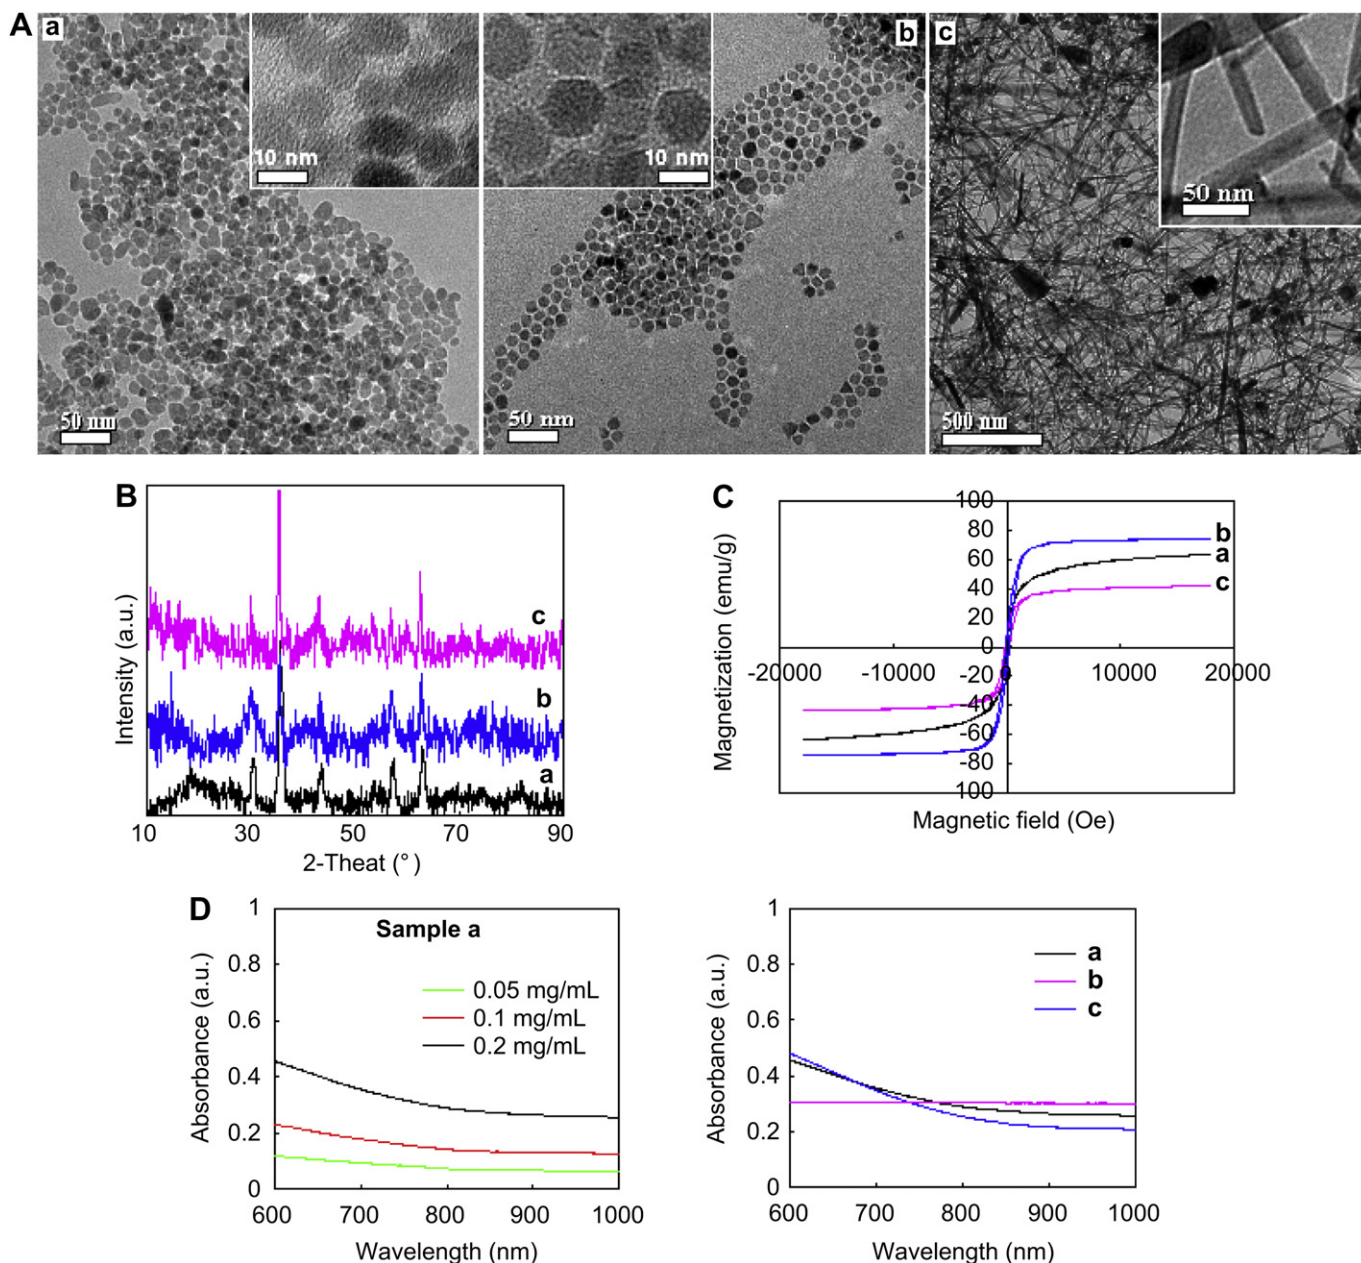 A
a
10 nm
50 nm
b
10 nm
50 nm
c
50 nm
500 nm
B
Intensity (a.u.)
c
b
a
10 30 50 70 90
2-Theat (°)
C
Magnetization (emu/g)
100
80
60
40
20
0
-20000 -10000 0 10000 20000
-20
-40
-60
-80
100
b
a
c
Magnetic field (Oe)
D
Absorbance (a.u.)
1
0.8
0.6
0.4
0.2
0
Sample a
0.05 mg/mL
0.1 mg/mL
0.2 mg/mL
600 700 800 900 1000
Wavelength (nm)
Absorbance (a.u.)
1
0.8
0.6
0.4
0.2
0
a
b
c
600 700 800 900 1000
Wavelength (nm)